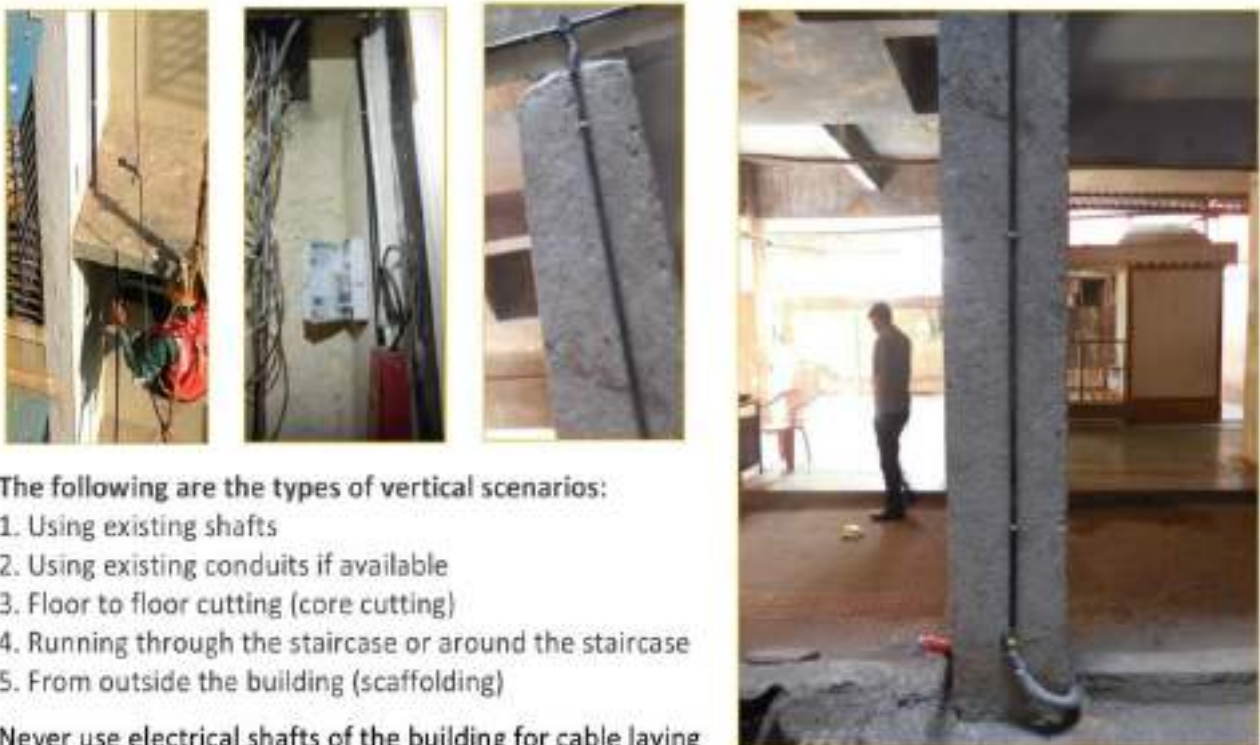 The following are the types of vertical scenarios:
1. Using existing shafts
2. Using existing conduits if available
3. Floor to floor cutting (core cutting)
4. Running through the staircase or around the staircase
5. From outside the building (scaffolding)
Never use electrical shafts of the building for cable laying